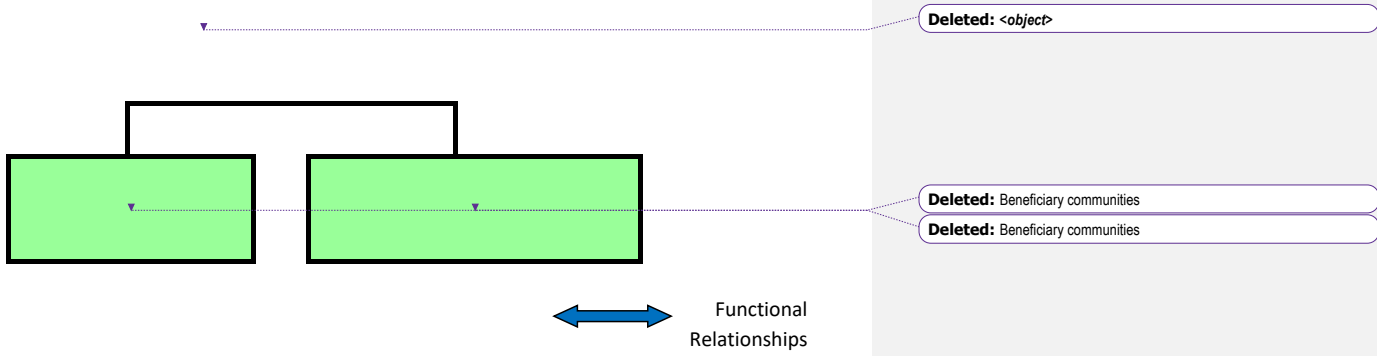 Deleted: <object>
Deleted: Beneficiary communities
Deleted: Beneficiary communities
Functional
Relationships